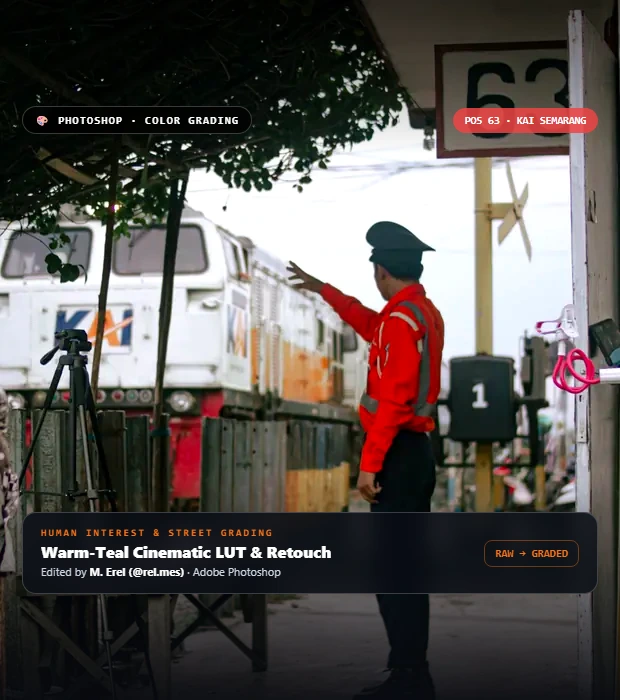 63
PHOTOSHOP · COLOR GRADING
POS 63 · KAI SEMARANG
KAI
KAI
1
HUMAN INTEREST & STREET GRADING
Warm-Teal Cinematic LUT & Retouch
RAW → GRADED
Edited by M. Erel (@rel.mes) · Adobe Photoshop